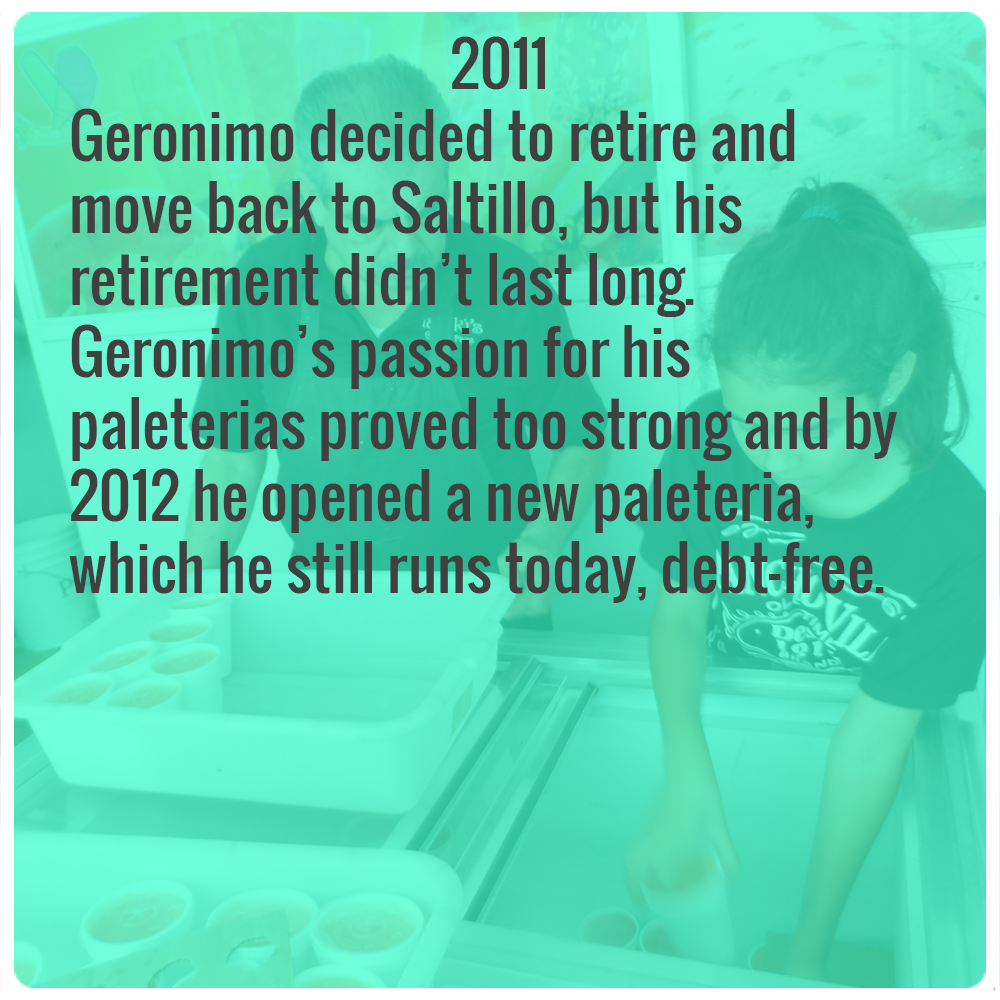 2011
Geronimo decided to retire and
move back to Saltillo, but his
retirement didn’t last long.
Geronimo’s passion for his
paleterias proved too strong and by
2012 he opened a new paleteria,
which he still runs today, debt-free.